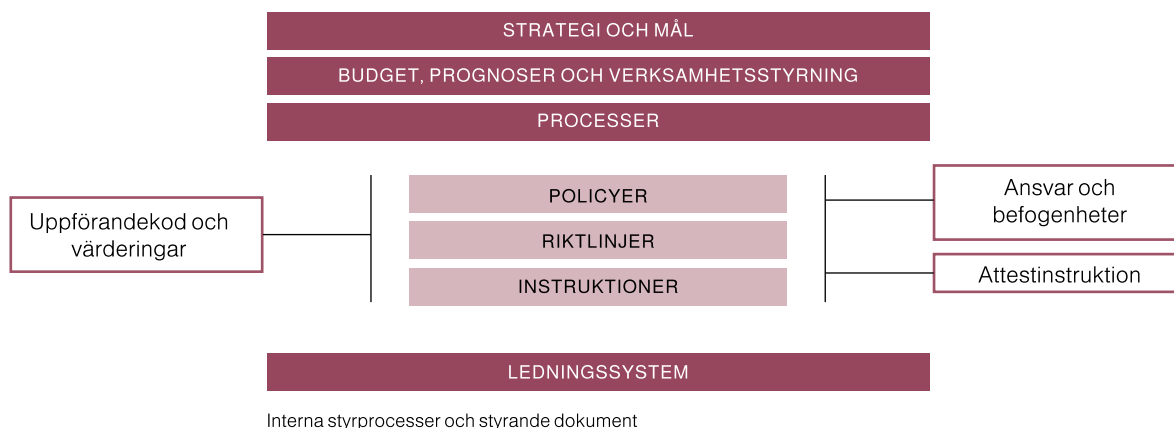 STRATEGI OCH MÅL
BUDGET, PROGNOSER OCH VERKSAMHETSSTYRNING
PROCESSER
Uppförandekod och
värderingar
POLICYER
RIKTLINJER
INSTRUKTIONER
Ansvar och
befogenheter
Attestinstruktion
LEDNINGSSYSTEM
Interna styrprocesser och styrande dokument